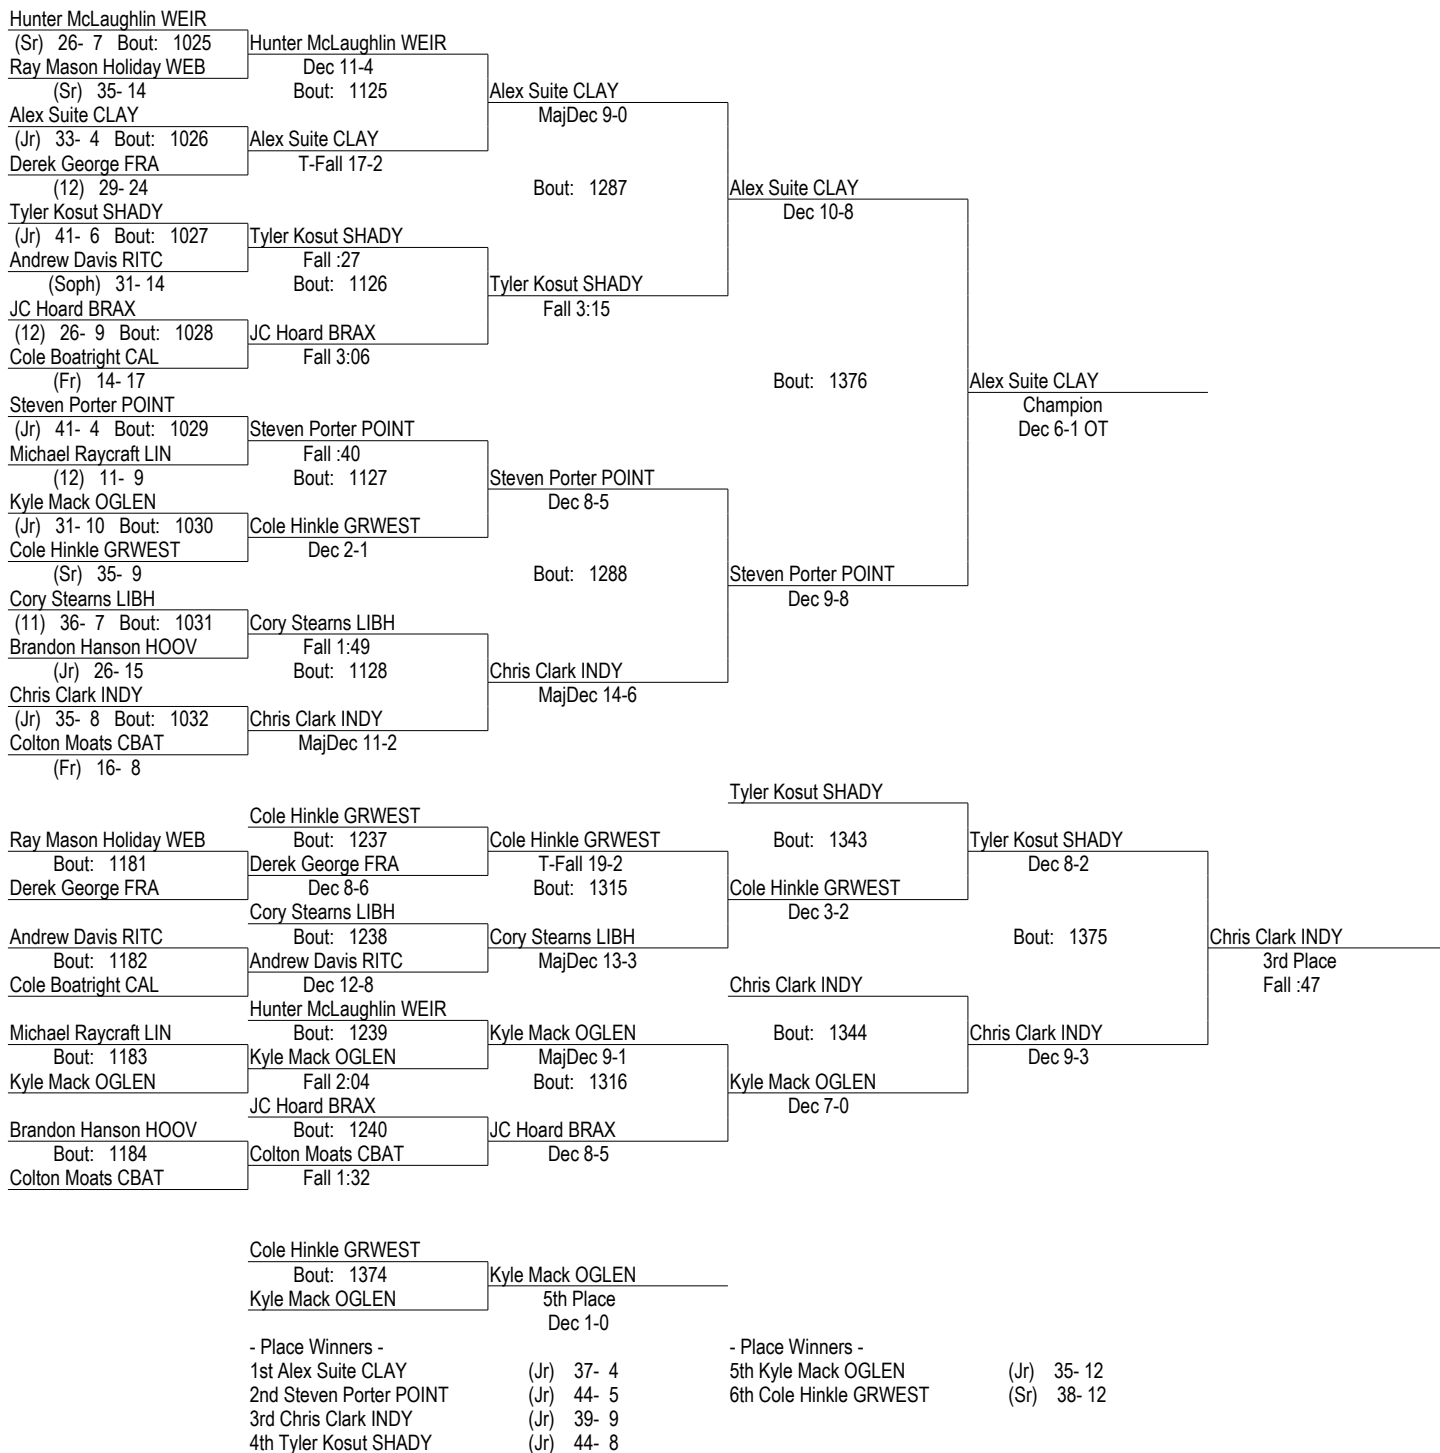 Hunter McLaughlin WEIR
(Sr) 26- 7 Bout: 1025 Hunter McLaughlin WEIR
Ray Mason Holiday WEB Dec 11-4
(Sr) 35- 14 Bout: 1125 Alex Suite CLAY
Alex Suite CLAY MajDec 9-0
(Jr) 33- 4 Bout: 1026 Alex Suite CLAY
Derek George FRA T-Fall 17-2
(12) 29- 24 Bout: 1287 Alex Suite CLAY
Tyler Kosut SHADY Dec 10-8
(Jr) 41- 6 Bout: 1027 Tyler Kosut SHADY
Andrew Davis RITC Fall :27
(Soph) 31- 14 Bout: 1126 Tyler Kosut SHADY
JC Hoard BRAX Fall 3:15
(12) 26- 9 Bout: 1028 JC Hoard BRAX
Cole Boatright CAL Fall 3:06
(Fr) 14- 17 Bout: 1376 Alex Suite CLAY
Steven Porter POINT Champion
(Jr) 41- 4 Bout: 1029 Steven Porter POINT Dec 6-1 OT
Michael Raycraft LIN Fall :40
(12) 11- 9 Bout: 1127 Steven Porter POINT
Kyle Mack OGLEN Dec 8-5
(Jr) 31- 10 Bout: 1030 Cole Hinkle GRWEST
Cole Hinkle GRWEST Dec 2-1
(Sr) 35- 9 Bout: 1288 Steven Porter POINT
Cory Stearns LIBH Dec 9-8
(11) 36- 7 Bout: 1031 Cory Stearns LIBH
Brandon Hanson HOOV Fall 1:49
(Jr) 26- 15 Bout: 1128 Chris Clark INDY
Chris Clark INDY MajDec 14-6
(Jr) 35- 8 Bout: 1032 Chris Clark INDY
Colton Moats CBAT MajDec 11-2
(Fr) 16- 8
Tyler Kosut SHADY
Cole Hinkle GRWEST
Ray Mason Holiday WEB Bout: 1237 Cole Hinkle GRWEST Bout: 1343 Tyler Kosut SHADY
Bout: 1181 Derek George FRA T-Fall 19-2 Dec 8-2
Derek George FRA Dec 8-6 Bout: 1315 Cole Hinkle GRWEST
Cory Stearns LIBH Dec 3-2
Andrew Davis RITC Bout: 1238 Cory Stearns LIBH Bout: 1375 Chris Clark INDY
Bout: 1182 Andrew Davis RITC MajDec 13-3 3rd Place
Cole Boatright CAL Dec 12-8 Chris Clark INDY Fall :47
Hunter McLaughlin WEIR
Michael Raycraft LIN Bout: 1239 Kyle Mack OGLEN Bout: 1344 Chris Clark INDY
Bout: 1183 Kyle Mack OGLEN MajDec 9-1 Dec 9-3
Kyle Mack OGLEN Fall 2:04 Bout: 1316 Kyle Mack OGLEN
JC Hoard BRAX Dec 7-0
Brandon Hanson HOOV Bout: 1240 JC Hoard BRAX
Bout: 1184 Colton Moats CBAT Dec 8-5
Colton Moats CBAT Fall 1:32
Cole Hinkle GRWEST
Bout: 1374 Kyle Mack OGLEN
Kyle Mack OGLEN 5th Place
Dec 1-0
- Place Winners - - Place Winners -
1st Alex Suite CLAY (Jr) 37- 4 5th Kyle Mack OGLEN (Jr) 35- 12
2nd Steven Porter POINT (Jr) 44- 5 6th Cole Hinkle GRWEST (Sr) 38- 12
3rd Chris Clark INDY (Jr) 39- 9
4th Tyler Kosut SHADY (Jr) 44- 8